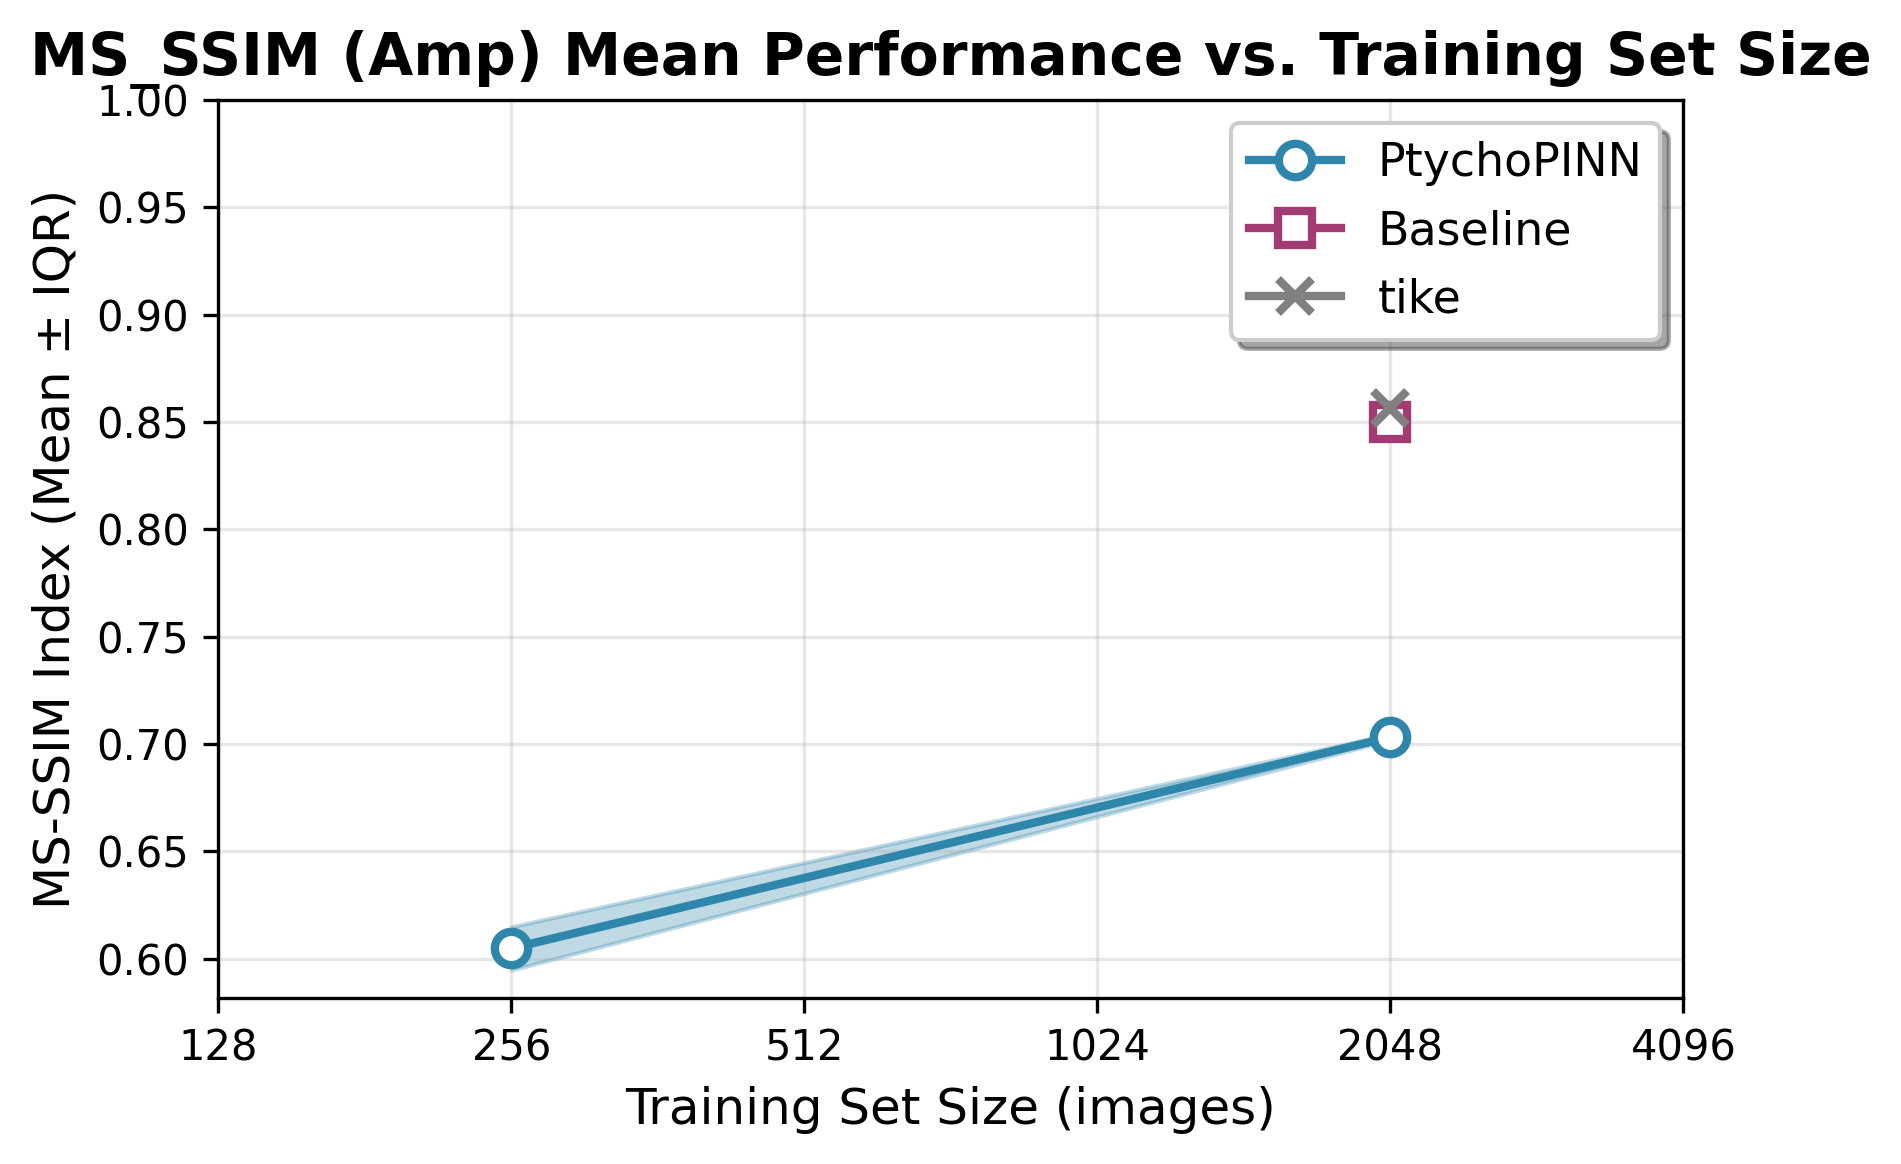 MS_SSIM (Amp) Mean Performance vs. Training Set Size
MS-SSIM Index (Mean ± IQR)
1.00
0.95
0.90
0.85
0.80
0.75
0.70
0.65
0.60
PtychoPINN
Baseline
tike
128 256 512 1024 2048 4096
Training Set Size (images)